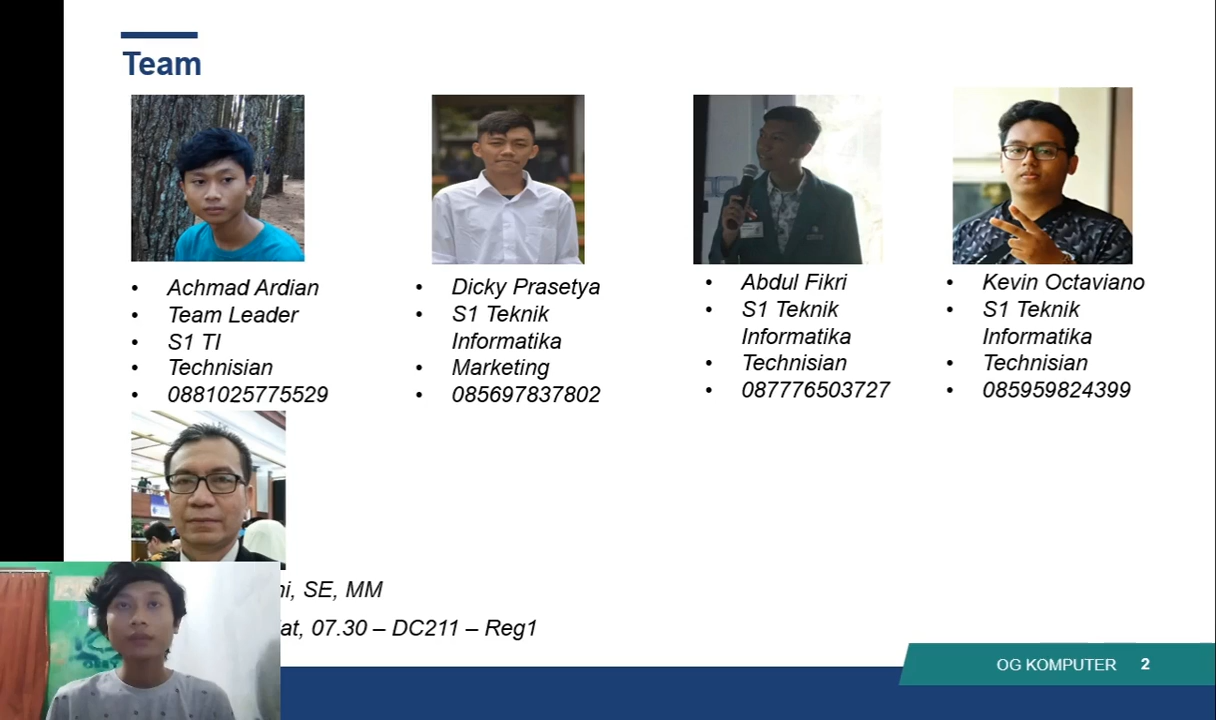 Team
Achmad Ardian
Team Leader
S1 TI
Technisian
0881025775529
Dicky Prasetya
S1 Teknik
Informatika
Marketing
085697837802
Abdul Fikri
S1 Teknik
Informatika
Technisian
087776503727
Kevin Octaviano
S1 Teknik
Informatika
Technisian
085959824399
SE, MM
07.30 – DC211 – Reg1
OG KOMPUTER 2